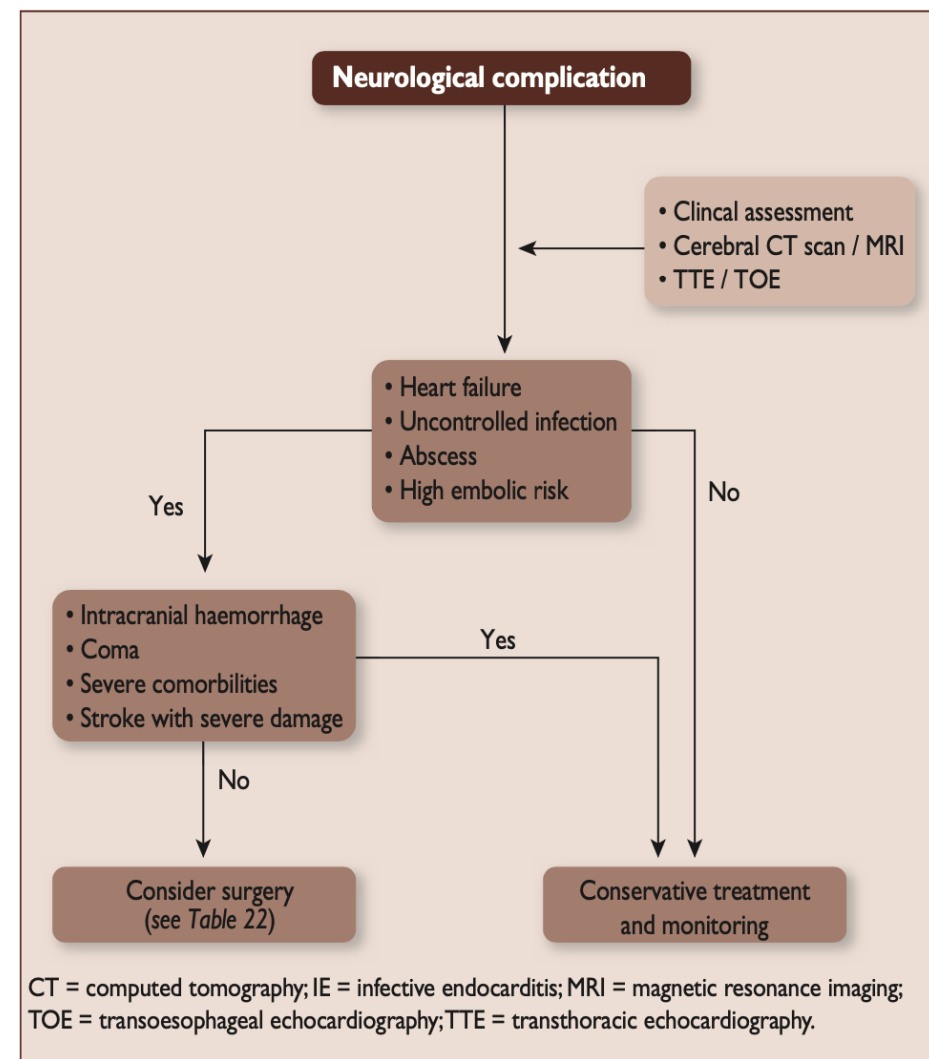 Neurological complication
• Clincal assessment
• Cerebral CT scan / MRI
• TTE / TOE
• Heart failure
• Uncontrolled infection
• Abscess
• High embolic risk
Yes
No
• Intracranial haemorrhage
• Coma
• Severe comorbilities
• Stroke with severe damage
Yes
No
Consider surgery
(see Table 22)
Conservative treatment
and monitoring
CT = computed tomography; IE = infective endocarditis; MRI = magnetic resonance imaging;
TOE = transoesophageal echocardiography; TTE = transthoracic echocardiography.